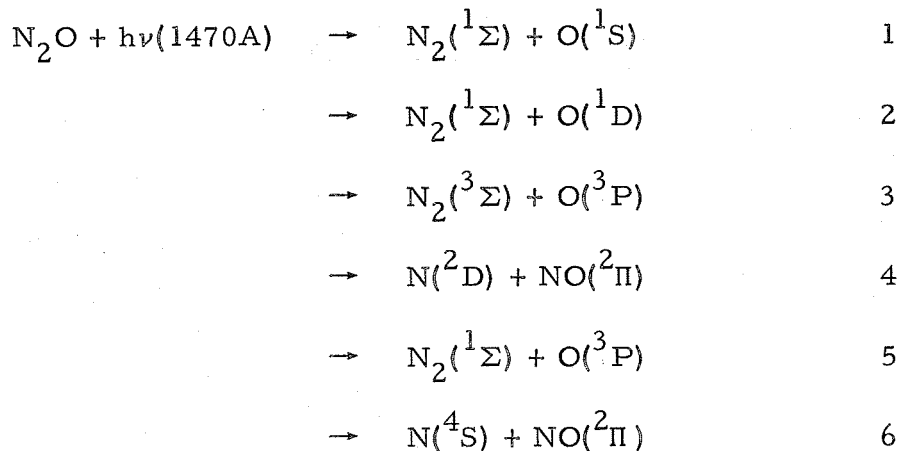 N₂O + hν(1470A) → N₂(¹Σ) + O(¹S) 1
→ N₂(¹Σ) + O(¹D) 2
→ N₂(³Σ) + O(³P) 3
→ N(²D) + NO(²Π) 4
→ N₂(¹Σ) + O(³P) 5
→ N(⁴S) + NO(²Π) 6